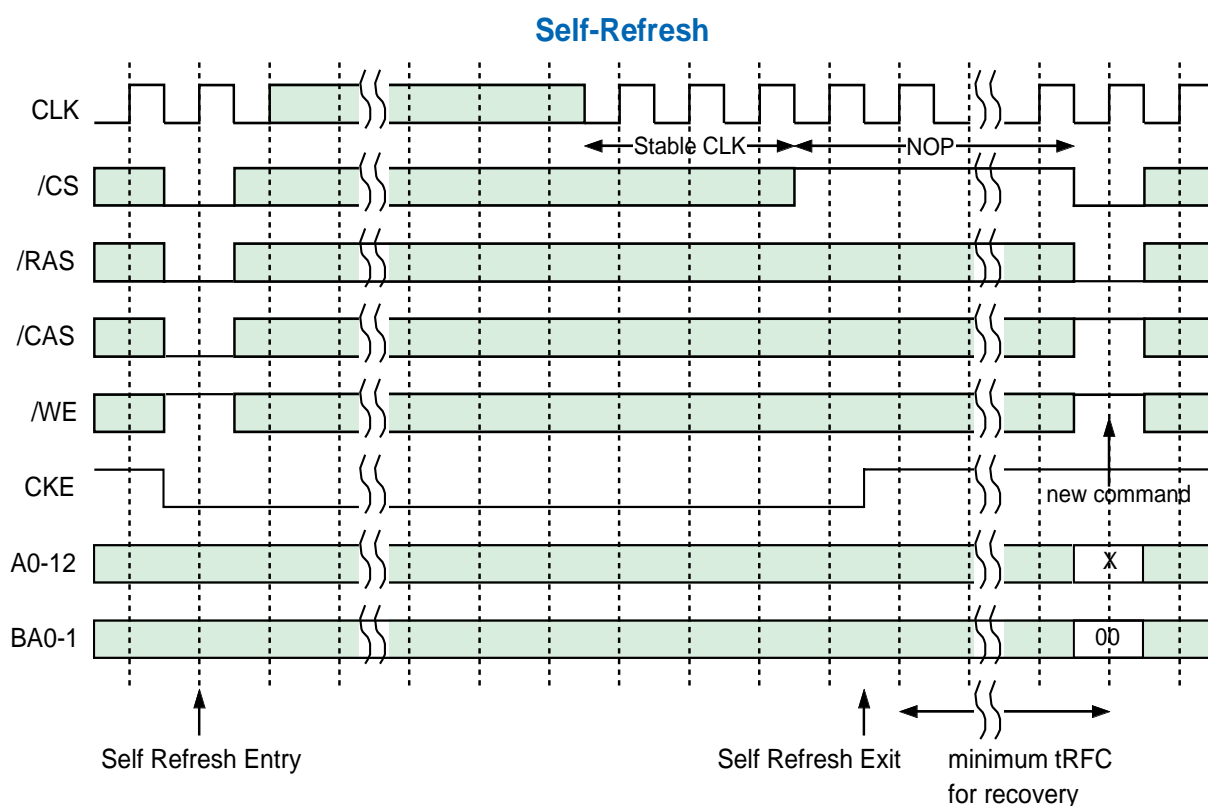 Self-Refresh
CLK
Stable CLK
NOP
/CS
/RAS
/CAS
/WE
CKE
new command
A0-12
X
BA0-1
00
Self Refresh Entry
Self Refresh Exit
minimum tRFC
for recovery